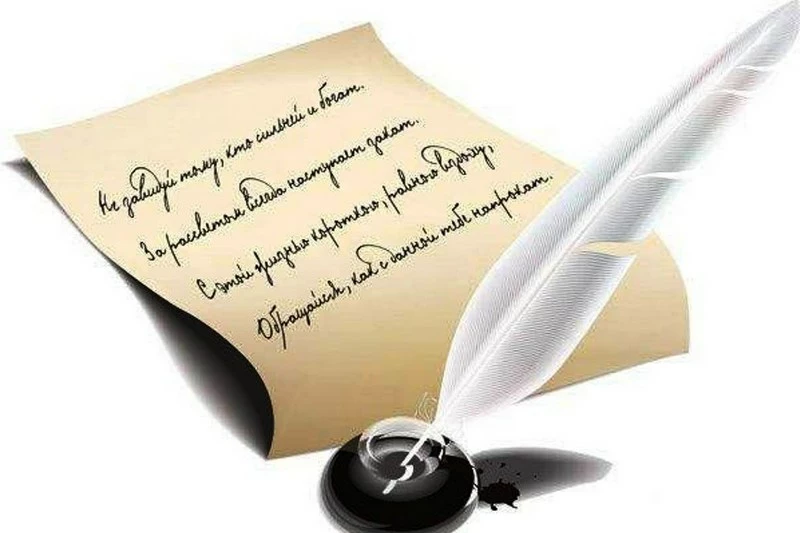 Не завидуй тому, кто сильней и богат.
За рассветом всегда наступает закат.
С этой жизнью короткою, равною вздоху,
Обращайся, как с данной тебе напрокат.